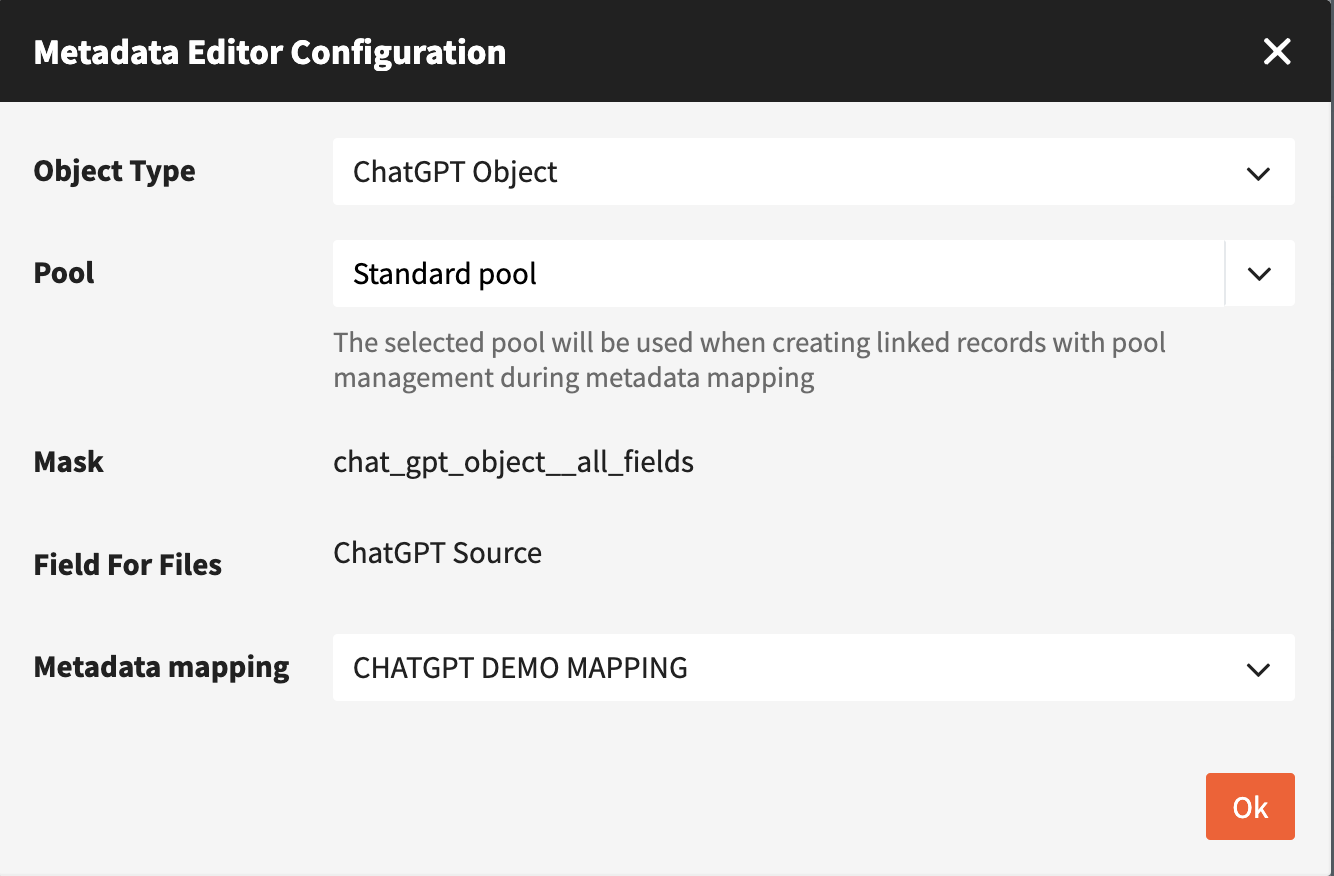 Metadata Editor Configuration
Object Type
ChatGPT Object
Pool
Standard pool
The selected pool will be used when creating linked records with pool
management during metadata mapping
Mask
chat_gpt_object__all_fields
Field For Files
ChatGPT Source
Metadata mapping
CHATGPT DEMO MAPPING
Ok